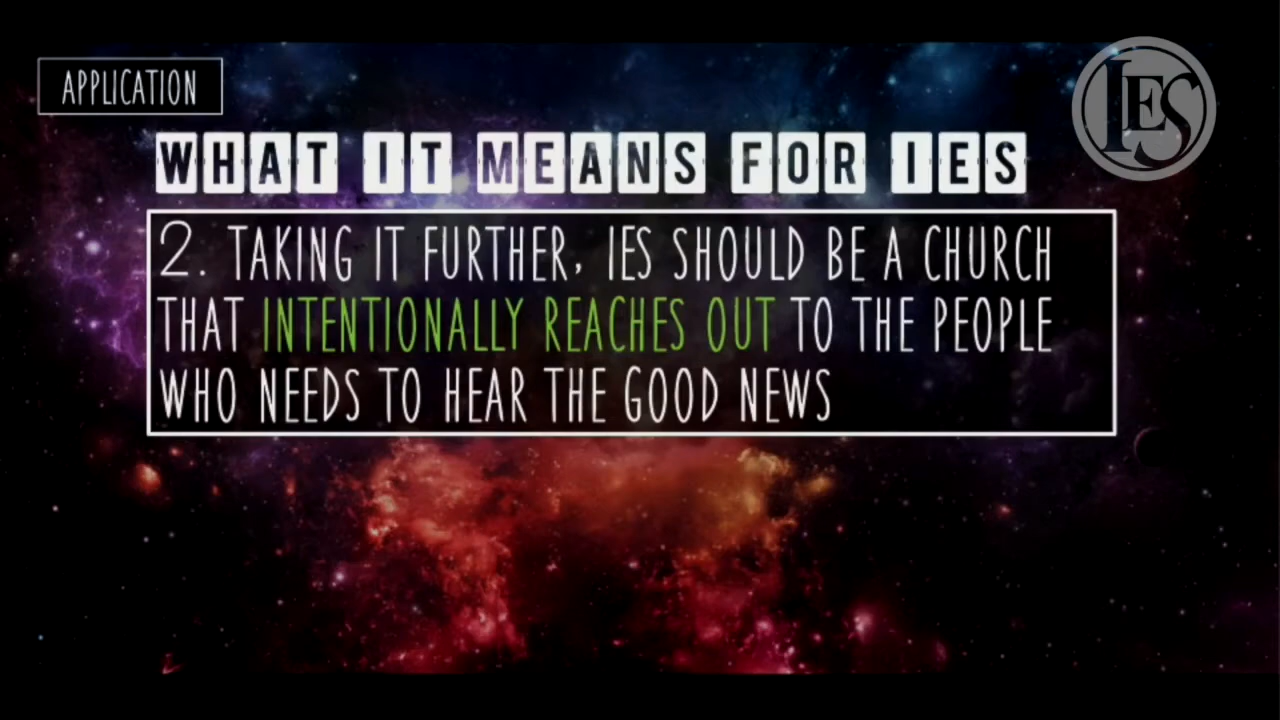 APPLICATION
IES
WHAT IT MEANS FOR IES
2. TAKING IT FURTHER, IES SHOULD BE A CHURCH
THAT INTENTIONALLY REACHES OUT TO THE PEOPLE
WHO NEEDS TO HEAR THE GOOD NEWS